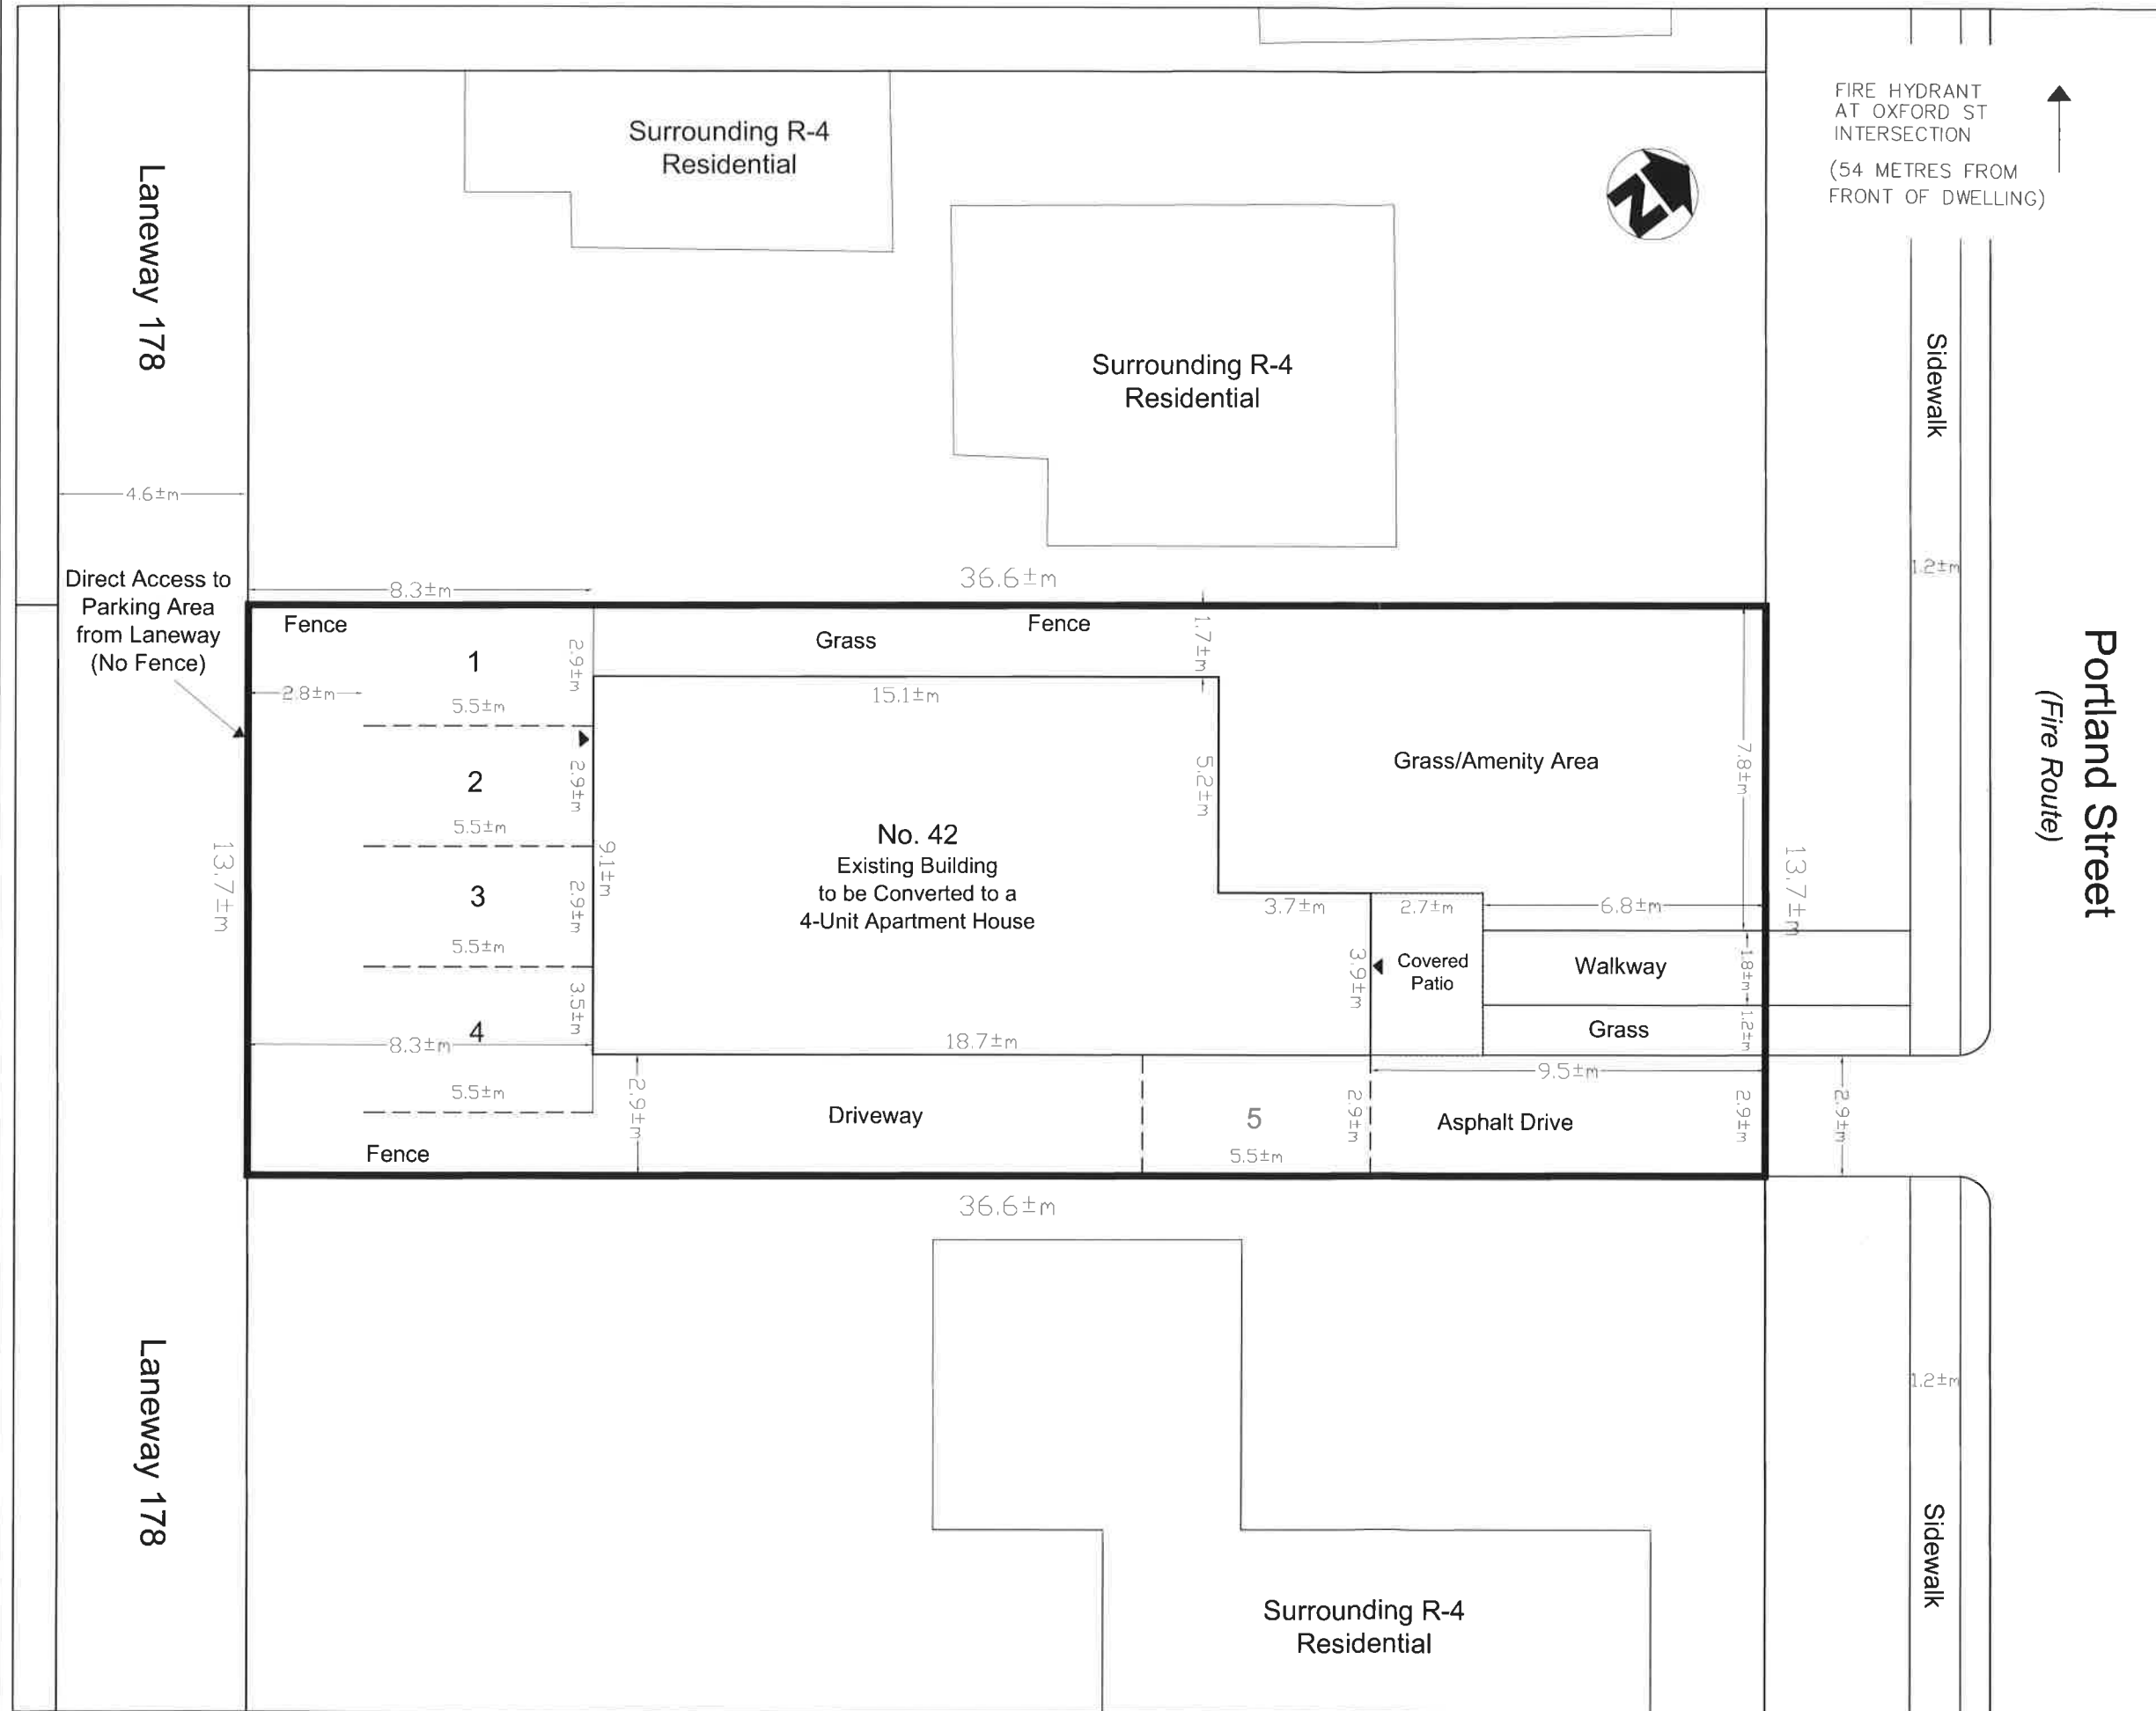 FIRE HYDRANT
AT OXFORD ST
INTERSECTION
(54 METRES FROM
FRONT OF DWELLING)
Surrounding R-4
Residential
N
Laneway 178
Surrounding R-4
Residential
Sidewalk
4.6±m
1.2±m
Direct Access to
Parking Area
from Laneway
(No Fence)
8.3±m
36.6±m
Fence
Grass
Fence
1.7±m
1
2.9±m
2.8±m
5.5±m
15.1±m
Portland Street
(Fire Route)
2
2.9±m
5.5±m
5.2±m
Grass/Amenity Area
7.8±m
No. 42
Existing Building
to be Converted to a
4-Unit Apartment House
13.7±m
9.1±m
3
2.9±m
5.5±m
3.7±m
2.7±m
6.8±m
13.7±m
3.9±m
Covered
Patio
Walkway
1.8±m
3.5±m
4
8.3±m
18.7±m
Grass
1.2±m
9.5±m
5.5±m
2.9±m
Driveway
5
5.5±m
2.9±m
Asphalt Drive
2.9±m
2.9±m
Fence
36.6±m
Laneway 178
1.2±m
Sidewalk
Surrounding R-4
Residential